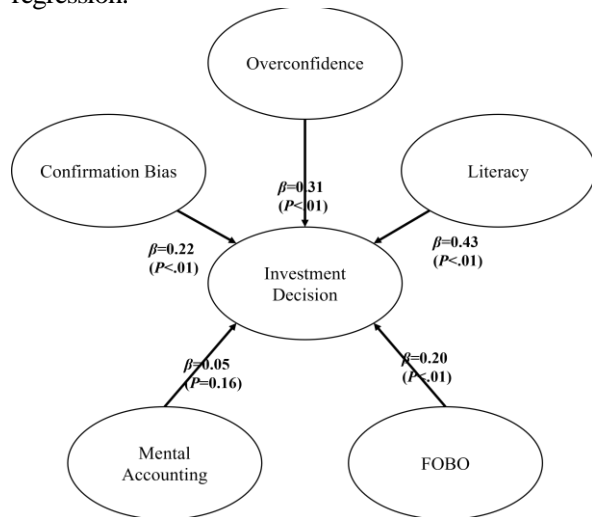 regression.
Overconfidence
Confirmation Bias
Literacy
β=0.31
(P<.01)
β=0.22
(P<.01)
β=0.43
(P<.01)
Investment
Decision
β=0.05
(P=0.16)
β=0.20
(P<.01)
Mental
Accounting
FOBO